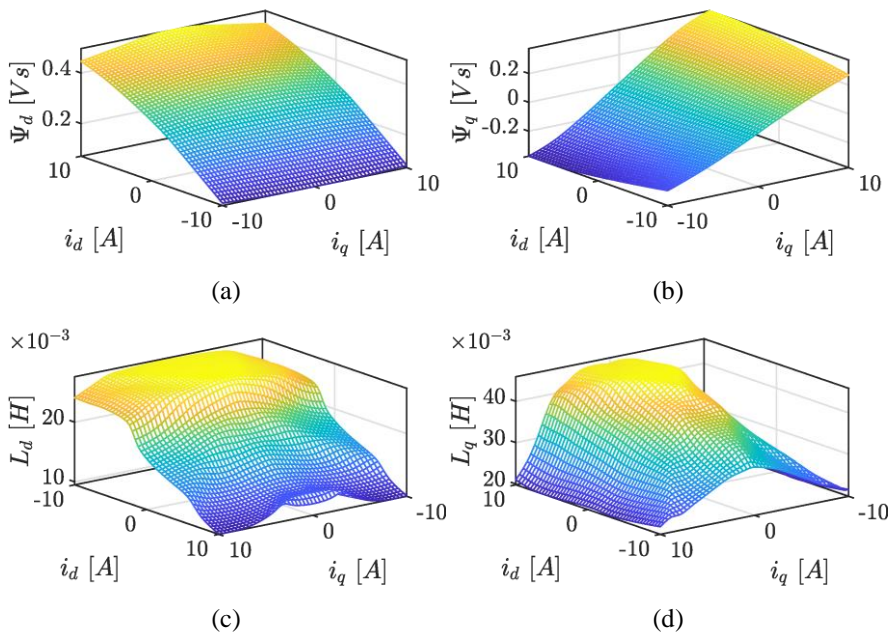 0.4
0.2
Ψ_d [Vs]
10
0
-10
-10
0
10
i_d [A]
i_q [A]
(a)
0.2
0
-0.2
Ψ_q [Vs]
10
0
-10
-10
0
10
i_d [A]
i_q [A]
(b)
×10⁻³
20
10
L_d [H]
-10
0
10
10
0
-10
i_d [A]
i_q [A]
(c)
×10⁻³
40
30
20
L_q [H]
10
0
-10
10
0
-10
i_d [A]
i_q [A]
(d)